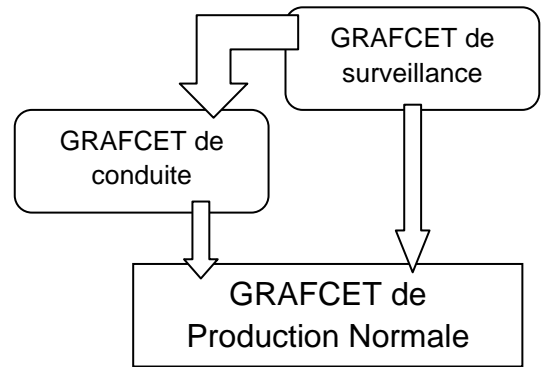 GRAFCET de
surveillance
GRAFCET de
conduite
GRAFCET de
Production Normale